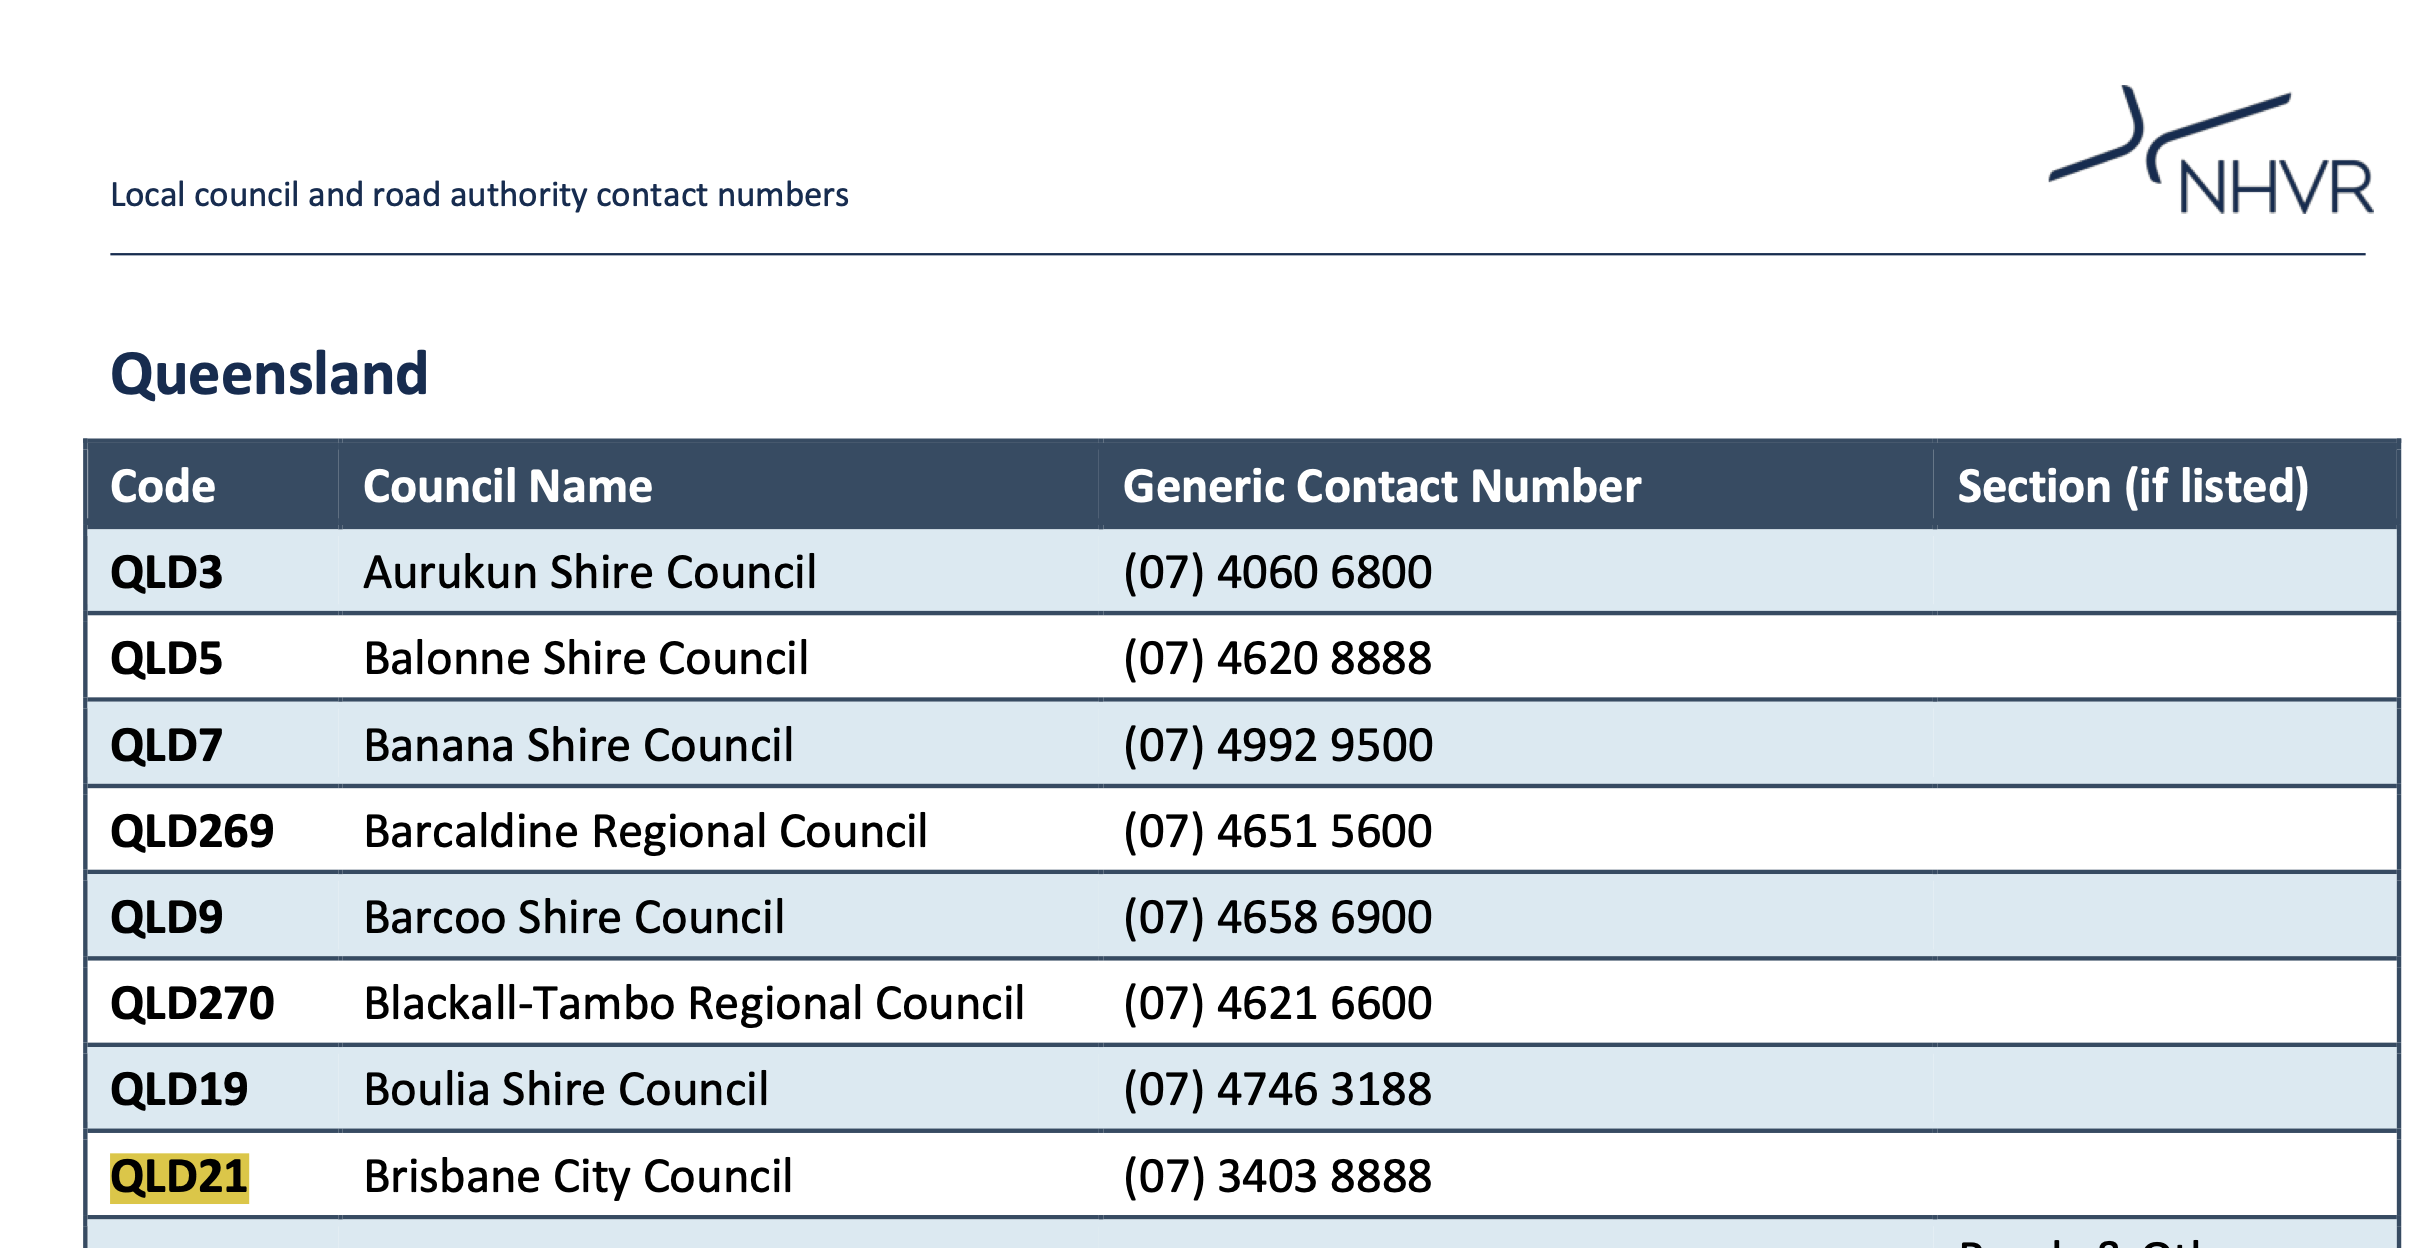 Local council and road authority contact numbers
NHVR
Queensland
Code Council Name Generic Contact Number Section (if listed)
QLD3 Aurukun Shire Council (07) 4060 6800
QLD5 Balonne Shire Council (07) 4620 8888
QLD7 Banana Shire Council (07) 4992 9500
QLD269 Barcaldine Regional Council (07) 4651 5600
QLD9 Barcoo Shire Council (07) 4658 6900
QLD270 Blackall-Tambo Regional Council (07) 4621 6600
QLD19 Boulia Shire Council (07) 4746 3188
QLD21 Brisbane City Council (07) 3403 8888